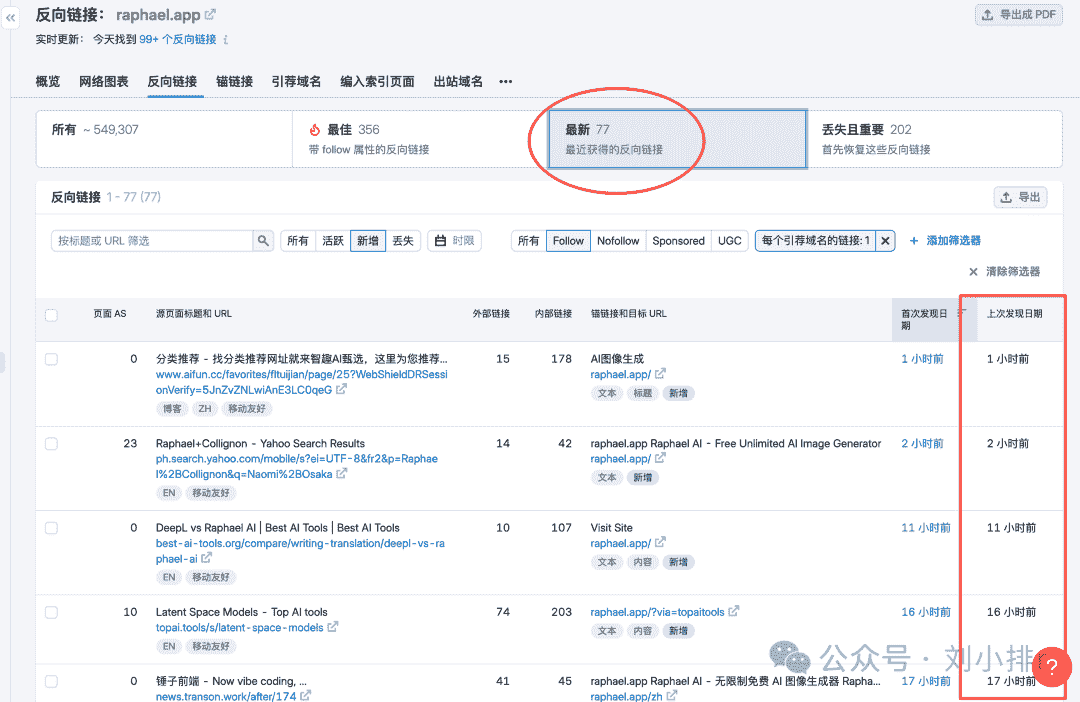 反向链接： raphael.app
导出成 PDF
实时更新： 今天找到 99+ 个反向链接 i
概览 网络图表 反向链接 锚链接 引荐域名 编入索引页面 出站域名 •••
所有 ~ 549,307
最佳 356
带 follow 属性的反向链接
最新 77
最近获得的反向链接
丢失且重要 202
首先恢复这些反向链接
反向链接 1 - 77 (77)
导出
按标题或 URL 筛选 所有 活跃 新增 丢失 时限 所有 Follow Nofollow Sponsored UGC 每个引荐域名的链接: 1 ✕ + 添加筛选器
✕ 清除筛选器
页面 AS 源页面标题和 URL 外部链接 内部链接 锚链接和目标 URL 首次发现日期 上次发现日期
0 分类推荐 - 找分类推荐网址就来智趣AI甄选，这里为您推荐... 15 178 AI图像生成 1 小时前 1 小时前
www.aifun.cc/favorites/fltuijian/page/25?WebShieldDRSessi raphael.app/
onVerify=5JnZvZNLwiAnE3LC0qeG 文本 标题 新增
博客 ZH 移动友好
23 Raphael+Collignon - Yahoo Search Results 14 42 raphael.app Raphael AI - Free Unlimited AI Image Generator 2 小时前 2 小时前
ph.search.yahoo.com/mobile/s?ei=UTF-8&fr2&p=Raphae raphael.app/
l%2BCollignon&q=Naomi%2BOsaka 文本 新增
EN 移动友好
0 DeepL vs Raphael AI | Best AI Tools | Best AI Tools 10 107 Visit Site 11 小时前 11 小时前
best-ai-tools.org/compare/writing-translation/deepl-vs-ra raphael.app/
phael-ai 文本 内容 新增
EN 移动友好
10 Latent Space Models - Top AI tools 74 203 raphael.app/?via=topaitools 16 小时前 16 小时前
topai.tools/s/latent-space-models 文本 内容 新增
EN 移动友好
0 锤子前端 - Now vibe coding, ... 41 45 raphael.app Raphael AI - 无限制免费 AI 图像生成器 Rapha... 17 小时前 17 小时前
news.transon.work/after/174 raphael.app/zh
公众号 · 刘小排
?